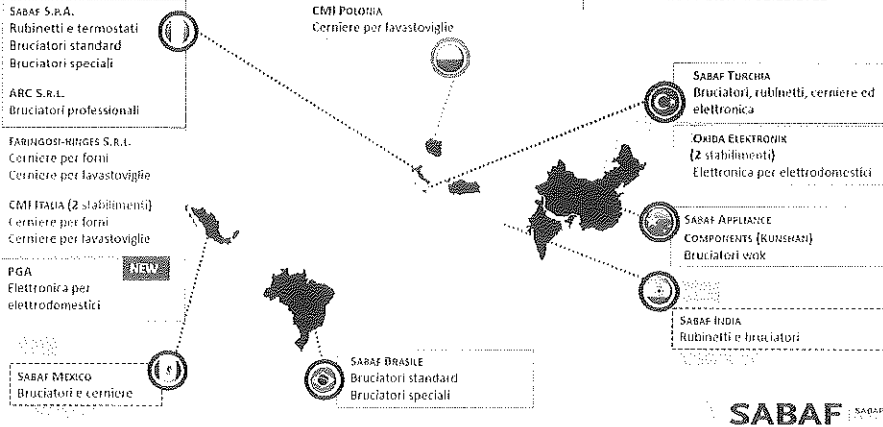 SABAF S.P.A.
Rubinetti e termostati
Bruciatori standard
Bruciatori speciali
ARC S.R.L.
Bruciatori professionali
FARINGOSI-HINGES S.R.L.
Cerniere per forni
Cerniere per lavastoviglie
CMI ITALIA (2 stabilimenti)
Cerniere per forni
Cerniere per lavastoviglie
NEW
PGA
Elettronica per
elettrodomestici
SABAF MEXICO
Bruciatori e cerniere
CMI POLONIA
Cerniere per lavastoviglie
SABAF BRASILE
Bruciatori standard
Bruciatori speciali
SABAF TURCHIA
Bruciatori, rubinetti, cerniere ed
elettronica
OKIDA ELEKTRONIK
(2 stabilimenti)
Elettronica per elettrodomestici
SABAF APPLIANCE
COMPONENTS (KUNSHAN)
Bruciatori wok
SABAF INDIA
Rubinetti e bruciatori
SABAF